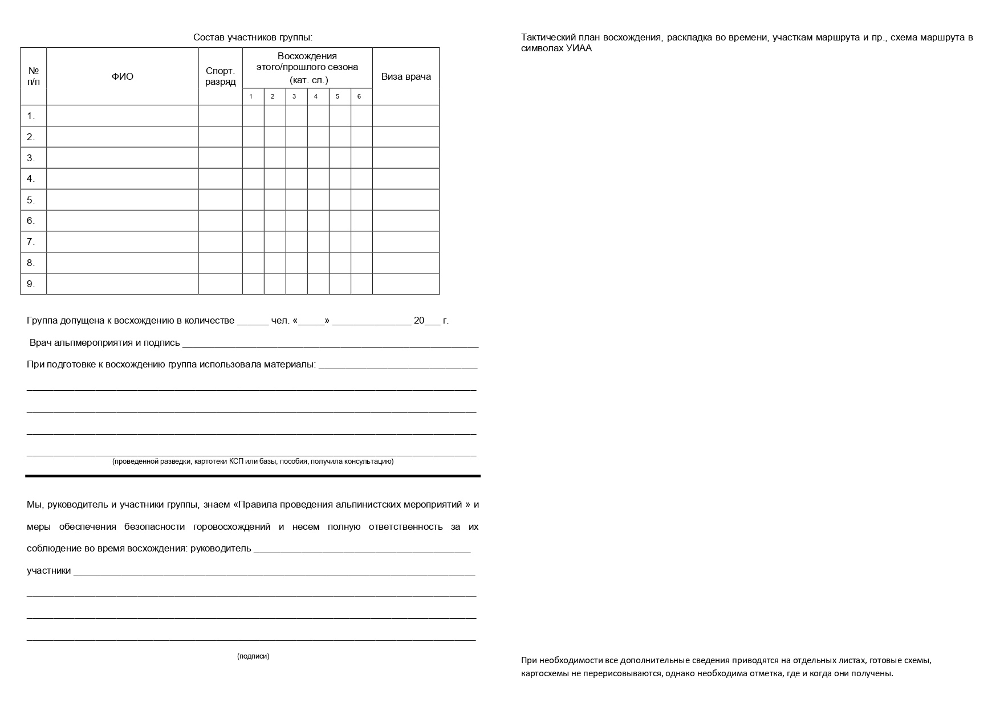 Состав участников группы:
№ п/п
ФИО
Спорт. разряд
Восхождения
этого/прошлого сезона
(кат. сл.)
Виза врача
1 2 3 4 5 6
1.
2.
3.
4.
5.
6.
7.
8.
9.
Группа допущена к восхождению в количестве ______ чел. «_____» _______________ 20___ г.
Врач альпмероприятия и подпись ________________________________________________________
При подготовке к восхождению группа использовала материалы: ______________________________
_____________________________________________________________________________________
_____________________________________________________________________________________
_____________________________________________________________________________________
_____________________________________________________________________________________
(проведенной разведки, картотеки КСП или базы, пособия, получила консультацию)
Мы, руководитель и участники группы, знаем «Правила проведения альпинистских мероприятий » и
меры обеспечения безопасности горовосхождений и несем полную ответственность за их
соблюдение во время восхождения: руководитель _________________________________________
участники ____________________________________________________________________________
_____________________________________________________________________________________
_____________________________________________________________________________________
_____________________________________________________________________________________
(подписи)
Тактический план восхождения, раскладка во времени, участкам маршрута и пр., схема маршрута в
символах УИАА
При необходимости все дополнительные сведения приводятся на отдельных листах, готовые схемы,
картосхемы не перерисовываются, однако необходима отметка, где и когда они получены.